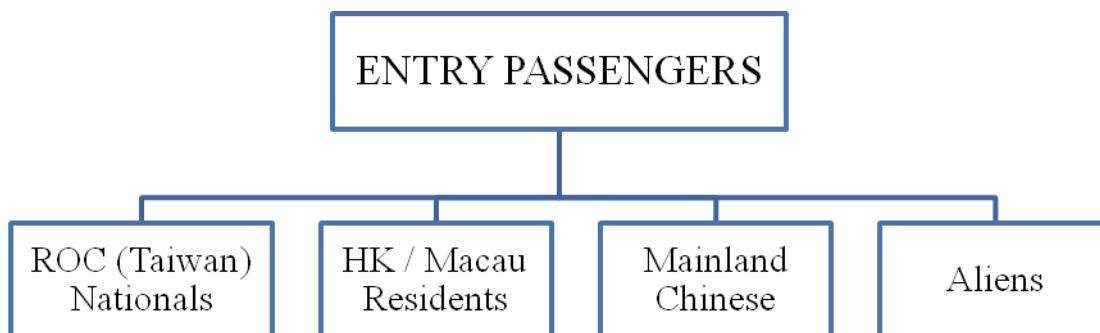 ENTRY PASSENGERS
ROC (Taiwan)
Nationals
HK / Macau
Residents
Mainland
Chinese
Aliens